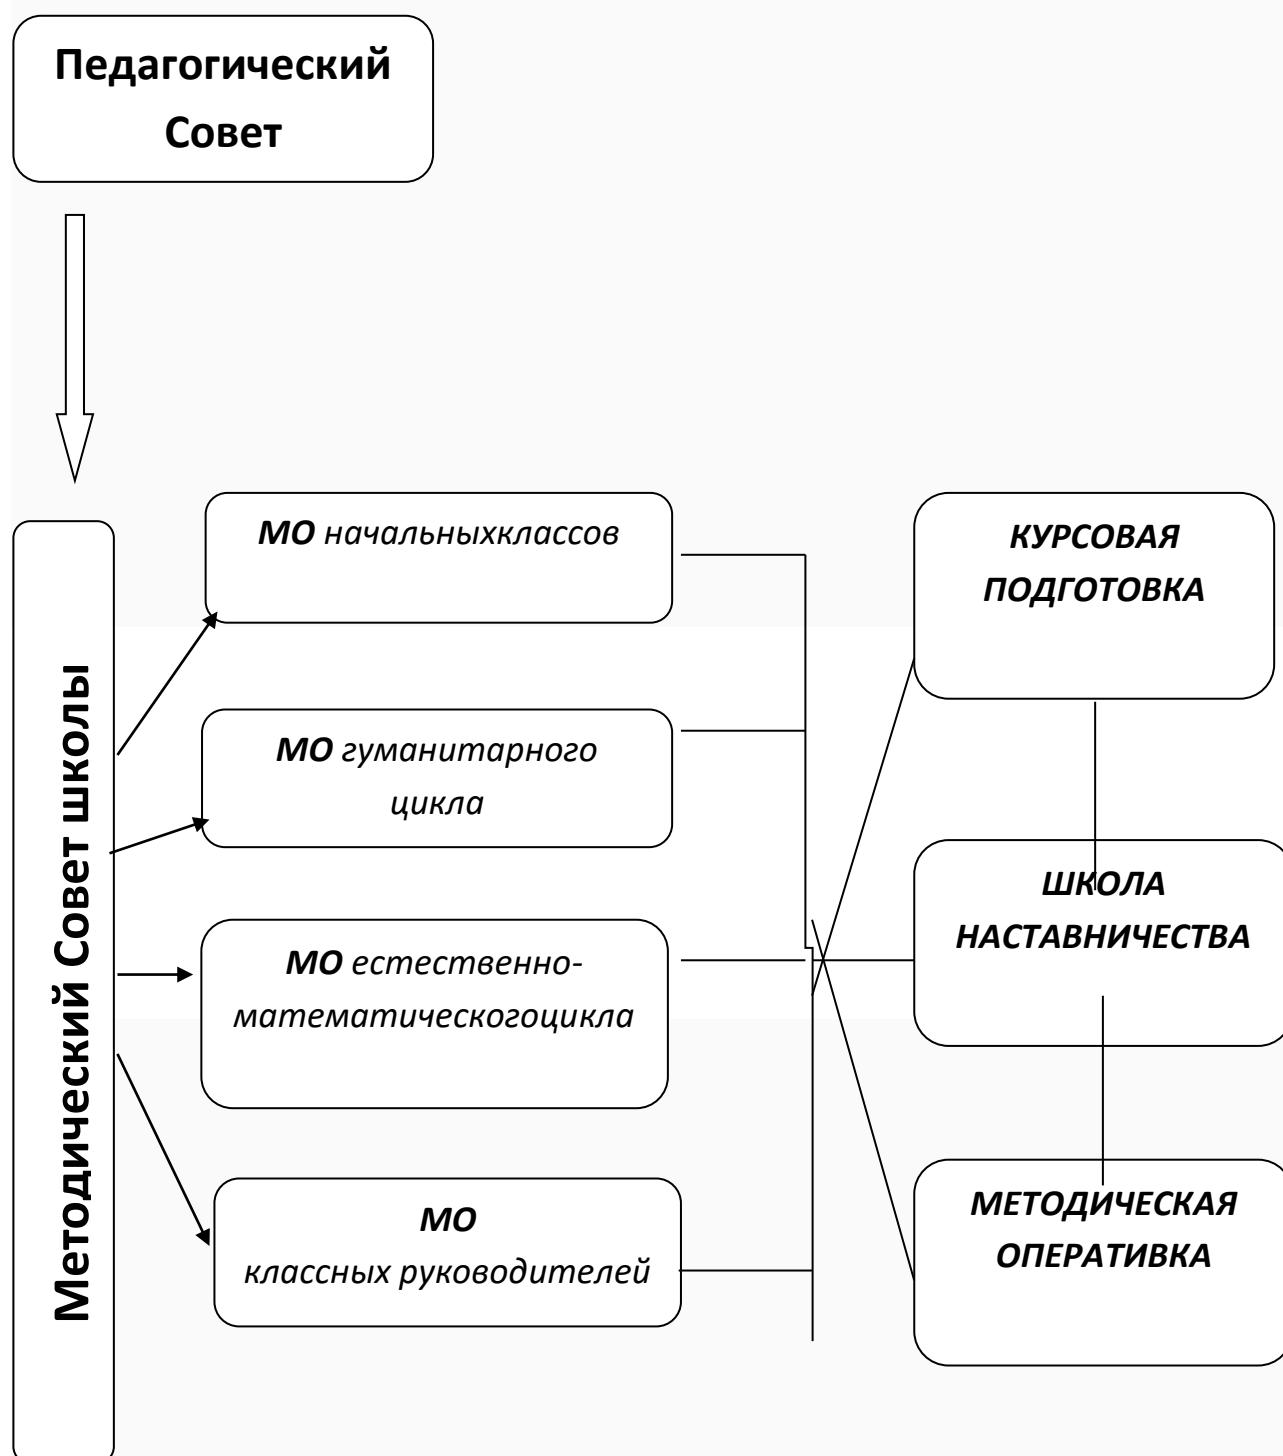 Педагогический
Совет
Методический Совет школы
МО начальныхклассов
МО гуманитарного
цикла
МО естественно-
математическогоцикла
МО
классных руководителей
КУРСОВАЯ
ПОДГОТОВКА
ШКОЛА
НАСТАВНИЧЕСТВА
МЕТОДИЧЕСКАЯ
ОПЕРАТИВКА